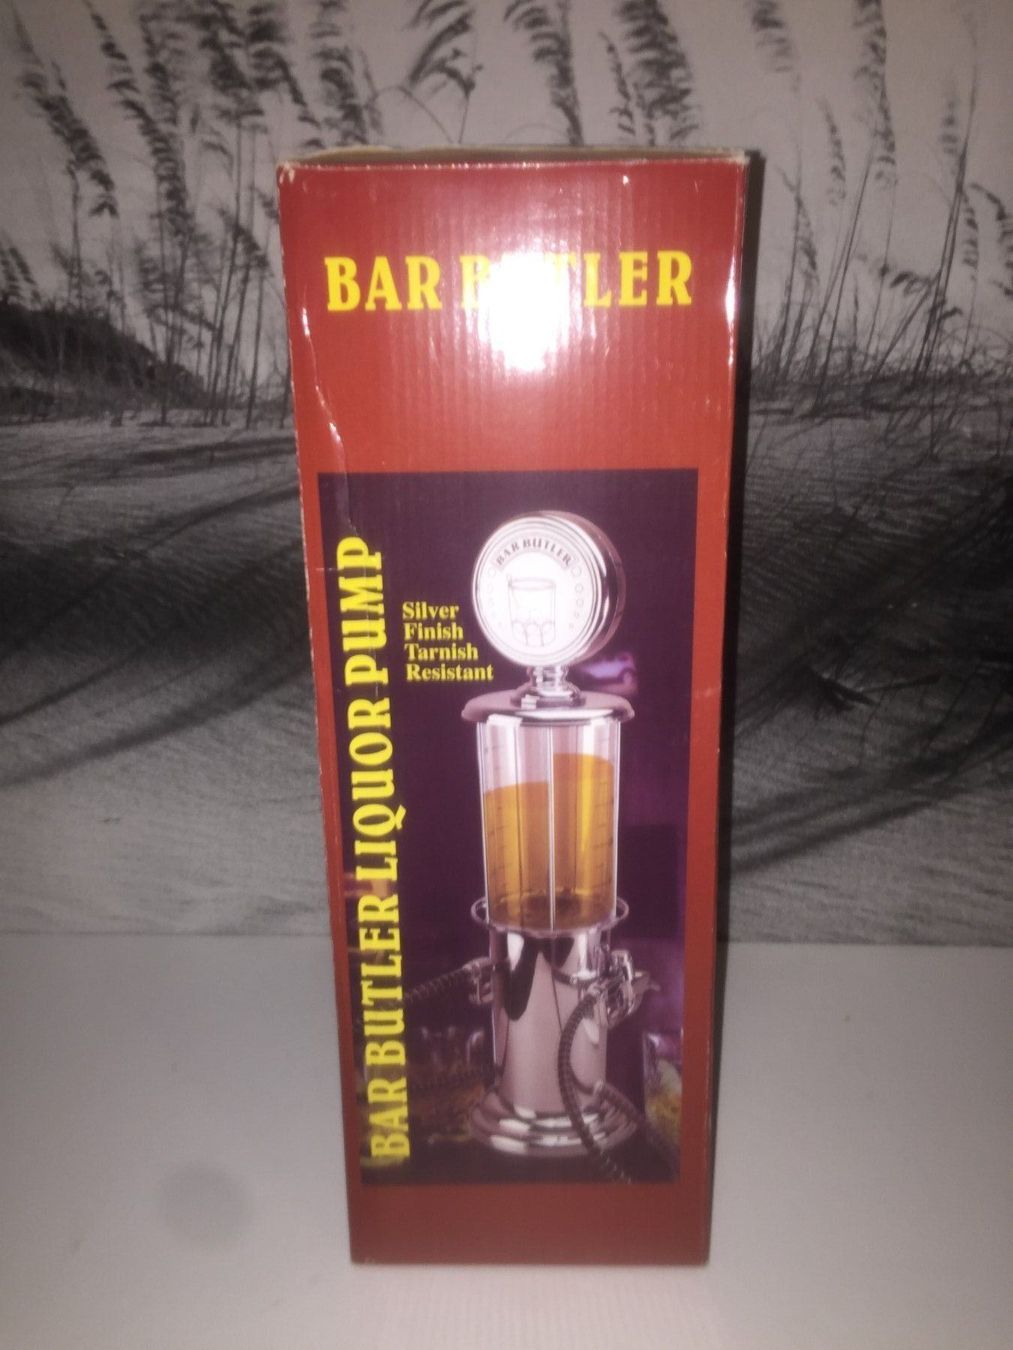 BAR BUTLER
BAR BUTLER LIQUOR PUMP
Silver
Finish
Tarnish
Resistant
BAR BUTLER